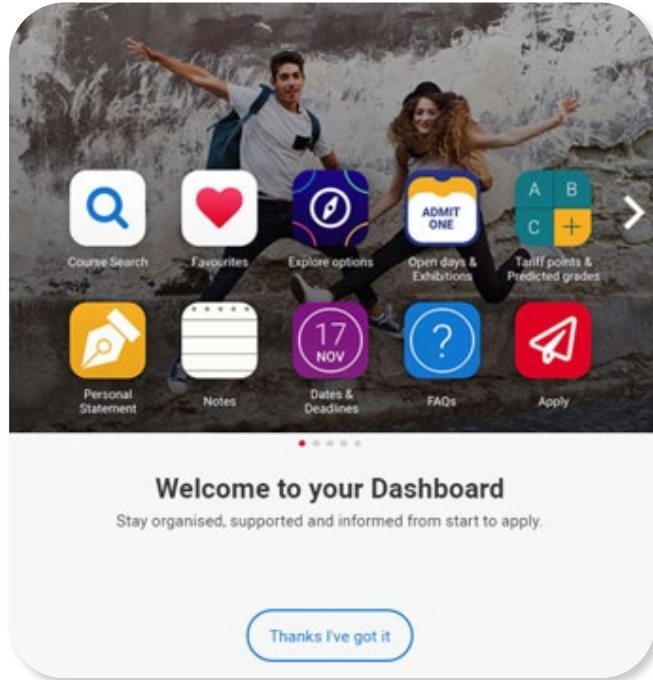 ADMIT
ONE
A B
C +
Course Search
Favourites
Explore options
Open days &
Exhibitions
Tariff points &
Predicted grades
17
NOV
?
Personal
Statement
Notes
Dates &
Deadlines
FAQs
Apply
Welcome to your Dashboard
Stay organised, supported and informed from start to apply.
Thanks I've got it